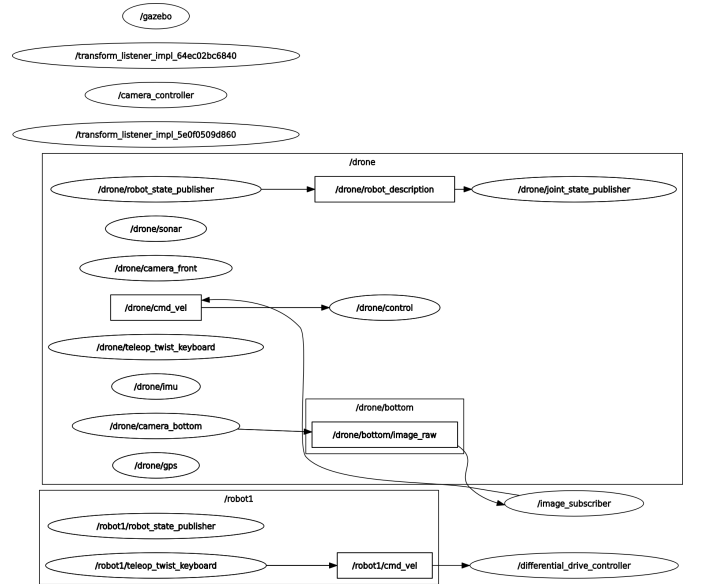 /gazebo
/transform_listener_impl_64ec02bc6840
/camera_controller
/transform_listener_impl_5e0f0509d860
/drone
/drone/robot_state_publisher
/drone/robot_description
/drone/joint_state_publisher
/drone/sonar
/drone/camera_front
/drone/cmd_vel
/drone/control
/drone/teleop_twist_keyboard
/drone/imu
/drone/bottom
/drone/camera_bottom
/drone/bottom/image_raw
/drone/gps
/image_subscriber
/robot1
/robot1/robot_state_publisher
/robot1/teleop_twist_keyboard
/robot1/cmd_vel
/differential_drive_controller